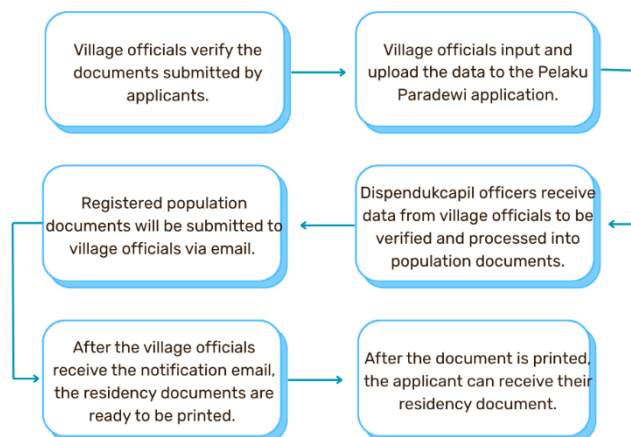 Village officials verify the
documents submitted by
applicants.
Village officials input and
upload the data to the Pelaku
Paradewi application.
Dispendukcapil officers receive
data from village officials to be
verified and processed into
population documents.
Registered population
documents will be submitted to
village officials via email.
After the village officials
receive the notification email,
the residency documents are
ready to be printed.
After the document is printed,
the applicant can receive their
residency document.